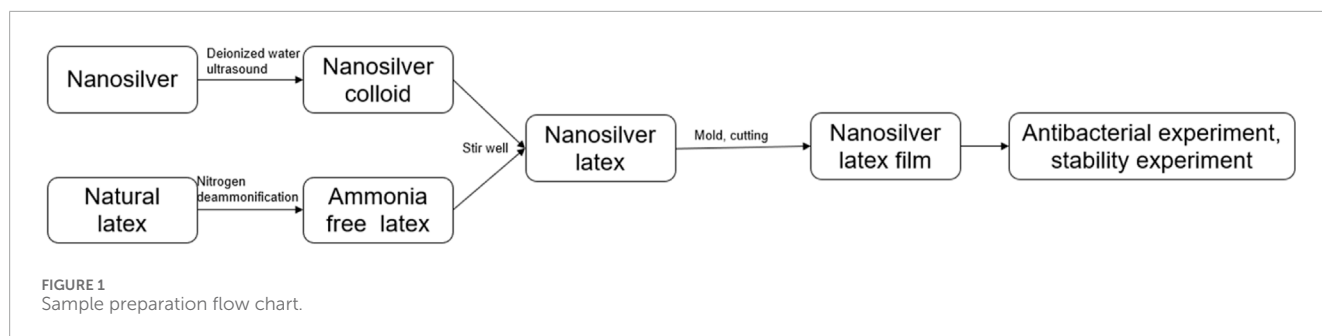 Nanosilver
Deionized water
ultrasound
Nanosilver
colloid
Natural
latex
Nitrogen
deammonification
Ammonia
free latex
Stir well
Nanosilver
latex
Mold, cutting
Nanosilver
latex film
Antibacterial experiment,
stability experiment
FIGURE 1
Sample preparation flow chart.